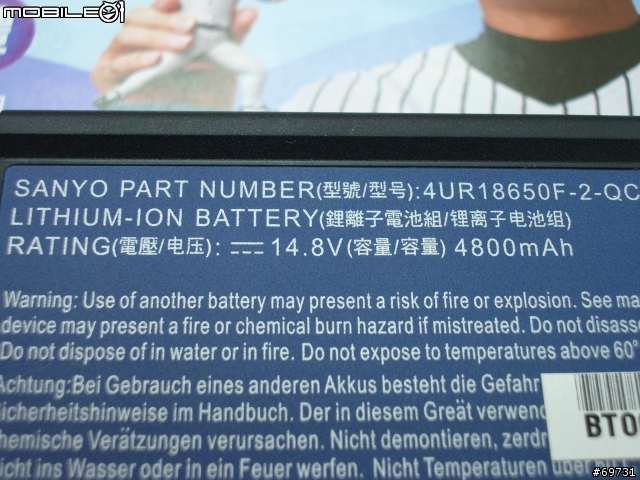 MOBILE01
SANYO PART NUMBER(型號/型号):4UR18650F-2-QC
LITHIUM-ION BATTERY(鋰離子電池組/锂离子电池组)
RATING(電壓/电压): 14.8V(容量/容量) 4800mAh
Warning: Use of another battery may present a risk of fire or explosion. See ma
device may present a fire or chemical burn hazard if mistreated. Do not disass
Do not dispose of in water or in fire. Do not expose to temperatures above 60°
Achtung:Bei Gebrauch eines anderen Akkus besteht die Gefahr
icherheitshinweise im Handbuch. Der in diesem Gerät verwend
hemische Verätzungen verursachen. Nicht demontieren, zerdr
icht ins Wasser oder in ein Feuer werfen. Nicht Temperaturen über
BT0
#69731